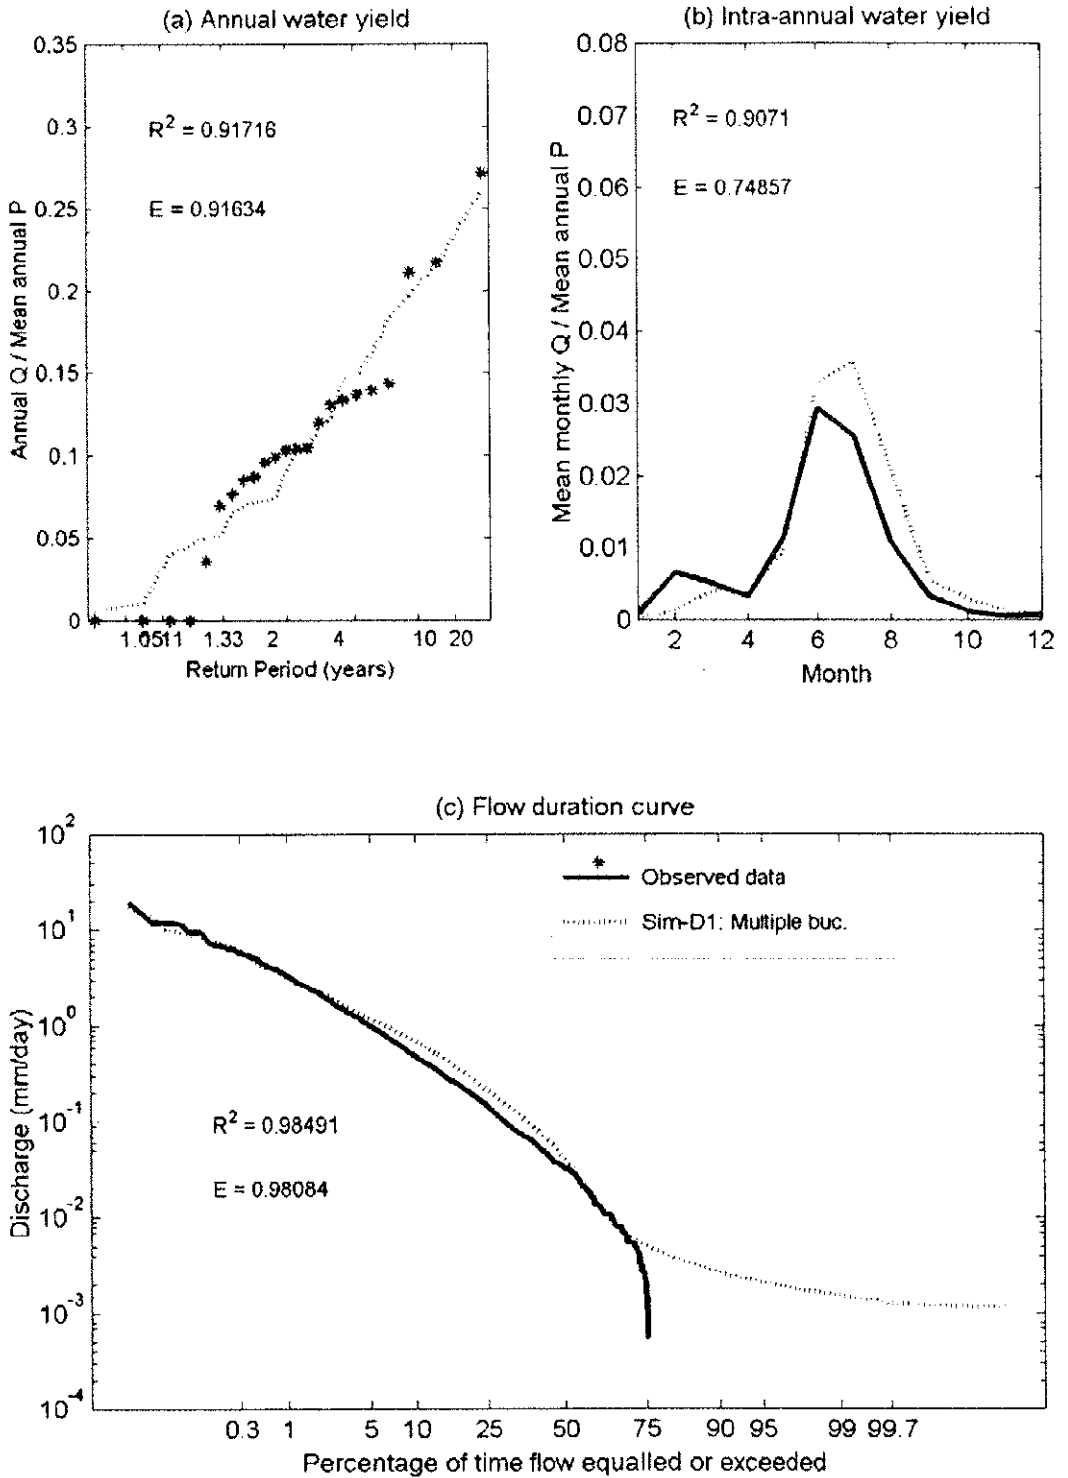 (a) Annual water yield
0.35
0.3
0.25
0.2
0.15
0.1
0.05
0
Annual Q / Mean annual P
R² = 0.91716
E = 0.91634
1.05 1.11 1.33 2 4 10 20
Return Period (years)
(b) Intra-annual water yield
0.08
0.07
0.06
0.05
0.04
0.03
0.02
0.01
0
Mean monthly Q / Mean annual P
R² = 0.9071
E = 0.74857
2 4 6 8 10 12
Month
(c) Flow duration curve
10²
10¹
10⁰
10⁻¹
10⁻²
10⁻³
10⁻⁴
Discharge (mm/day)
Observed data
Sim-D1: Multiple buc.
R² = 0.98491
E = 0.98084
0.3 1 5 10 25 50 75 90 95 99 99.7
Percentage of time flow equalled or exceeded